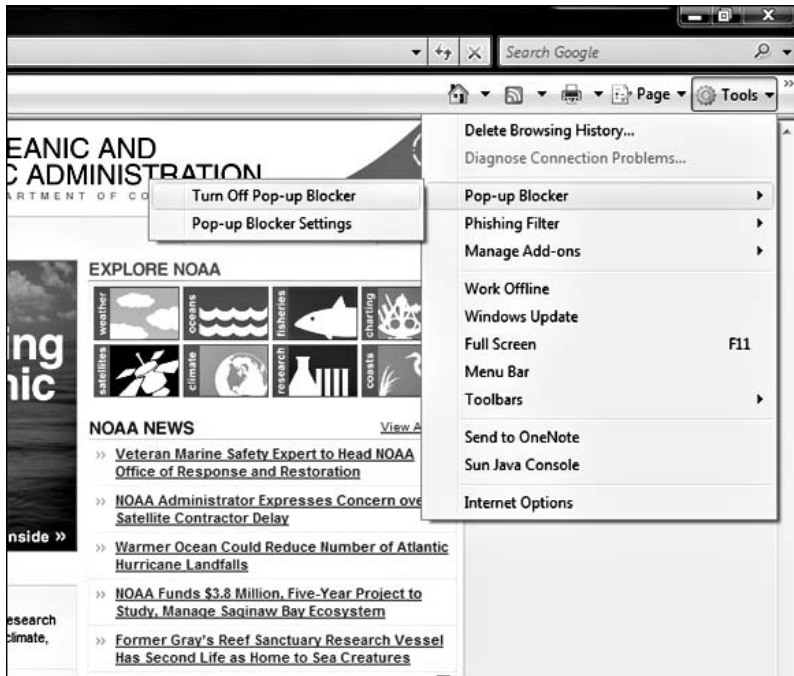 Search Google
Page
Tools
»
EANIC AND
C ADMINISTRATION
ARTMENT OF CO
Delete Browsing History...
Diagnose Connection Problems...
Pop-up Blocker
Phishing Filter
Manage Add-ons
Work Offline
Windows Update
Full Screen F11
Menu Bar
Toolbars
Send to OneNote
Sun Java Console
Internet Options
Turn Off Pop-up Blocker
Pop-up Blocker Settings
ing
nic
nside »
esearch
climate,
EXPLORE NOAA
weather
oceans
fisheries
charting
satellites
climate
research
coasts
NOAA NEWS
View A
» Veteran Marine Safety Expert to Head NOAA
Office of Response and Restoration
» NOAA Administrator Expresses Concern ove
Satellite Contractor Delay
» Warmer Ocean Could Reduce Number of Atlantic
Hurricane Landfalls
» NOAA Funds $3.8 Million, Five-Year Project to
Study, Manage Saginaw Bay Ecosystem
» Former Gray's Reef Sanctuary Research Vessel
Has Second Life as Home to Sea Creatures